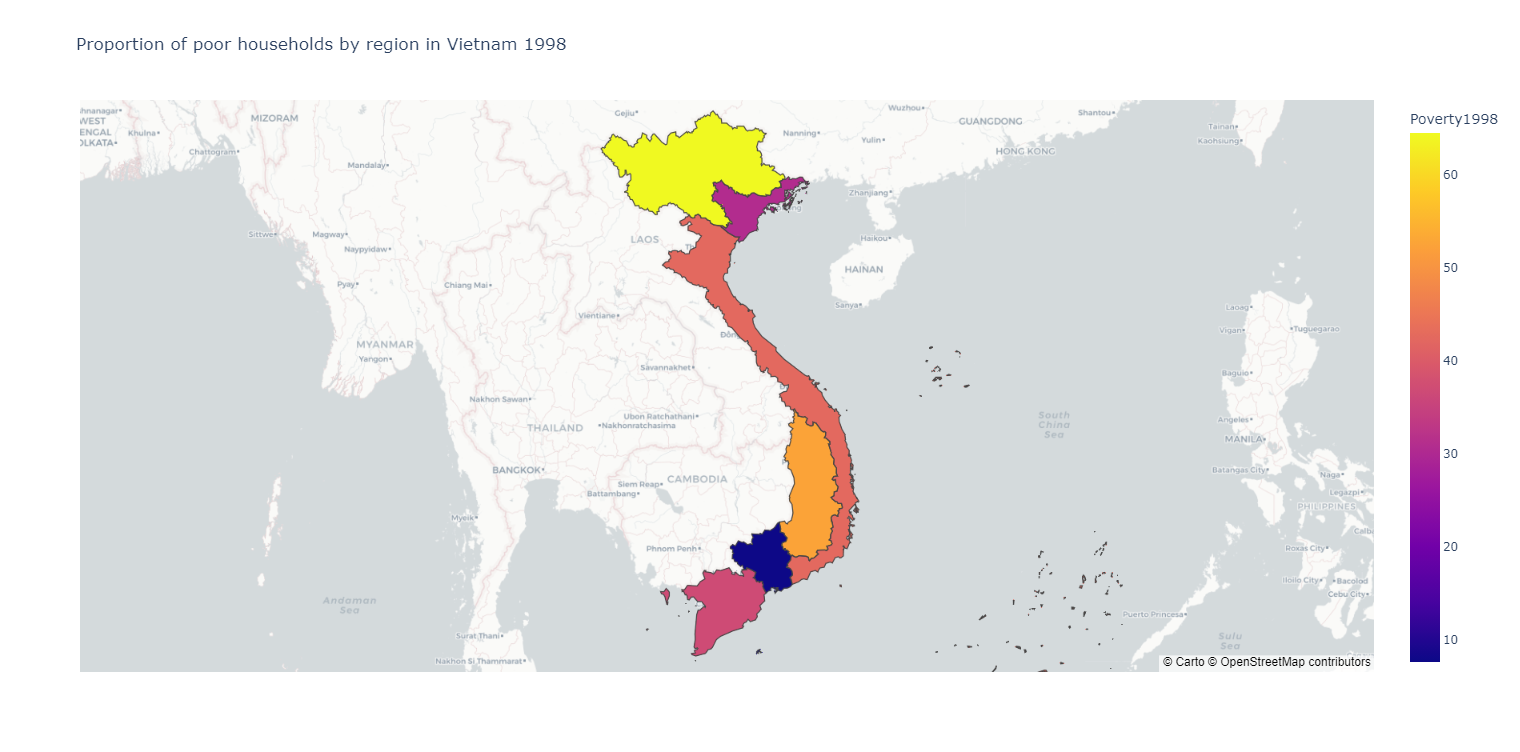 Proportion of poor households by region in Vietnam 1998
Poverty1998
60
50
40
30
20
10
MIZORAM
WEST
Khulna
Chattogram
Mandalay
Gejiu
Nanning
Wuzhou
Yulin
GUANGDONG
Shantou
HONG KONG
Tainan
Kaohsiung
Zhanjiang
Sittwe
Magway
Naypyidaw
LAOS
Haikou
HAINAN
Pyay
Chiang Mai
Sanya
Laoag
Vientiane
Vigan
Tuguegarao
MYANMAR
Yangon
Savannakhet
Baguio
Nakhon Sawan
Ubon Ratchathani
Nakhonratchasima
THAILAND
South
China
Sea
Angeles
MANILA
BANGKOK
Siem Reap
CAMBODIA
Battambang
Batangas City
Naga
Legazpi
PHILIPPINES
Myeik
Phnom Penh
Roxas City
Iloilo City
Bacolod
Cebu City
Andaman
Sea
Puerto Princesa
Surat Thani
Sulu
Sea
Nakhon Si Thammarat
© Carto © OpenStreetMap contributors